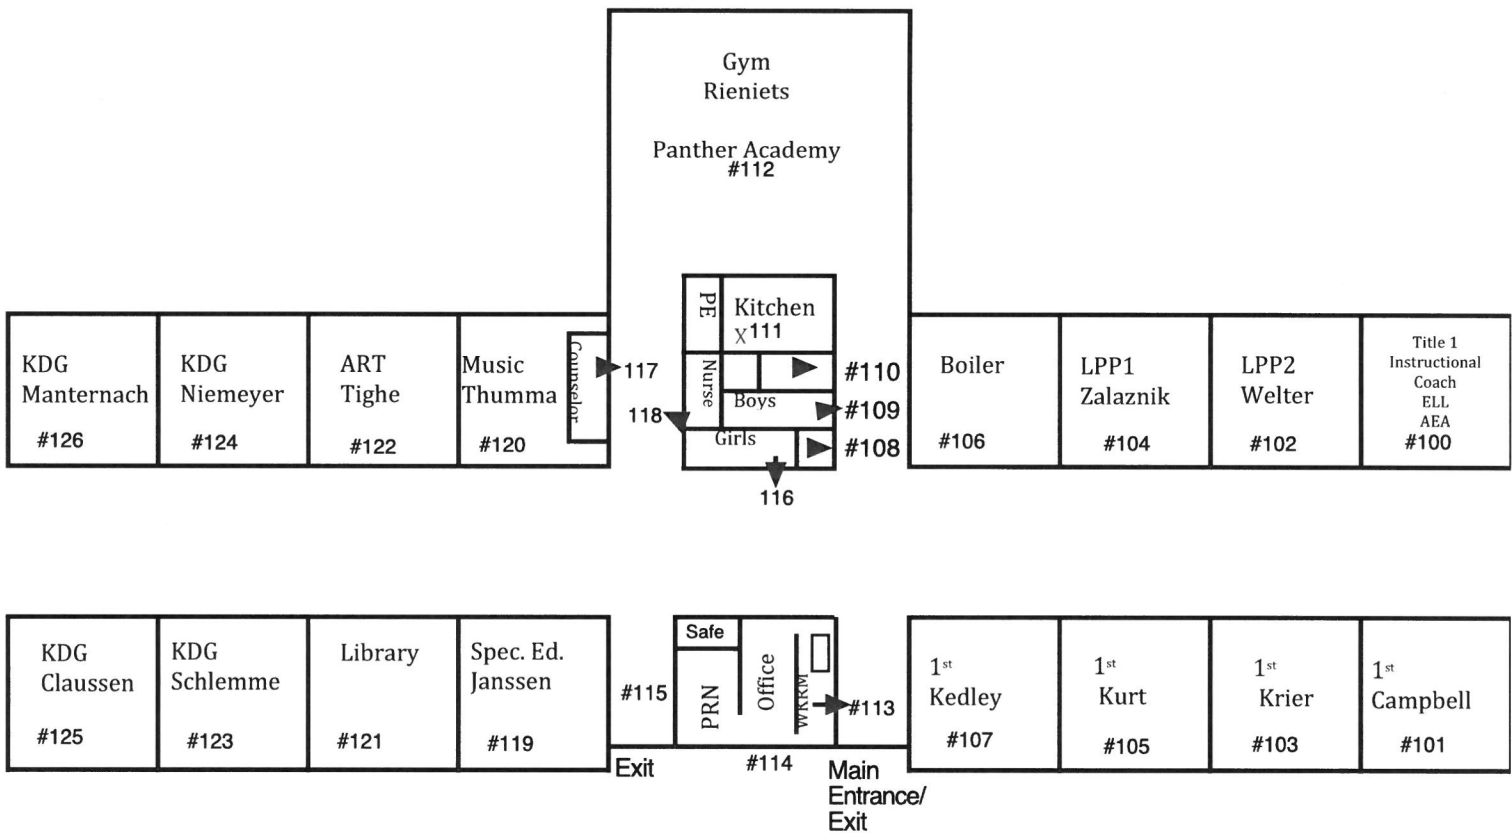 Gym
Rieniets
Panther Academy
#112
PE
Kitchen
X 111
KDG
Manternach
#126
KDG
Niemeyer
#124
ART
Tighe
#122
Music
Thumma
#120
Counselor
117
118
Nurse
Boys
Girls
#110
#109
#108
116
Boiler
#106
LPP1
Zalaznik
#104
LPP2
Welter
#102
Title 1
Instructional
Coach
ELL
AEA
#100
KDG
Claussen
#125
KDG
Schlemme
#123
Library
#121
Spec. Ed.
Janssen
#119
#115
Exit
Safe
PRN
Office
WKRM
#113
#114
Main
Entrance/
Exit
1st
Kedley
#107
1st
Kurt
#105
1st
Krier
#103
1st
Campbell
#101